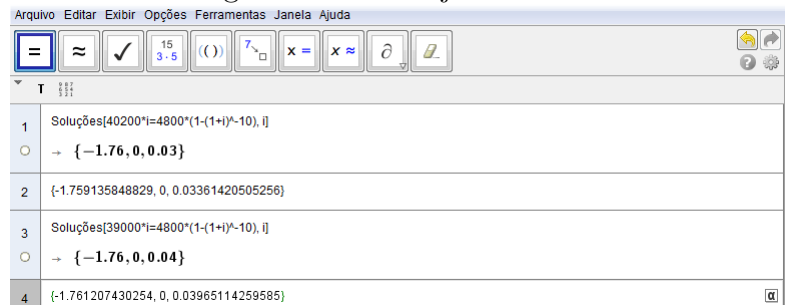 Arquivo Editar Exibir Opções Ferramentas Janela Ajuda
= ≈ ✓ 15 3·5 (()) 7 x = x ≈ ∂
T
1 Soluções[40200*i=4800*(1-(1+i)^-10), i]
→ {−1.76, 0, 0.03}
2 {-1.759135848829, 0, 0.03361420505256}
3 Soluções[39000*i=4800*(1-(1+i)^-10), i]
→ {−1.76, 0, 0.04}
4 {-1.761207430254, 0, 0.03965114259585} α